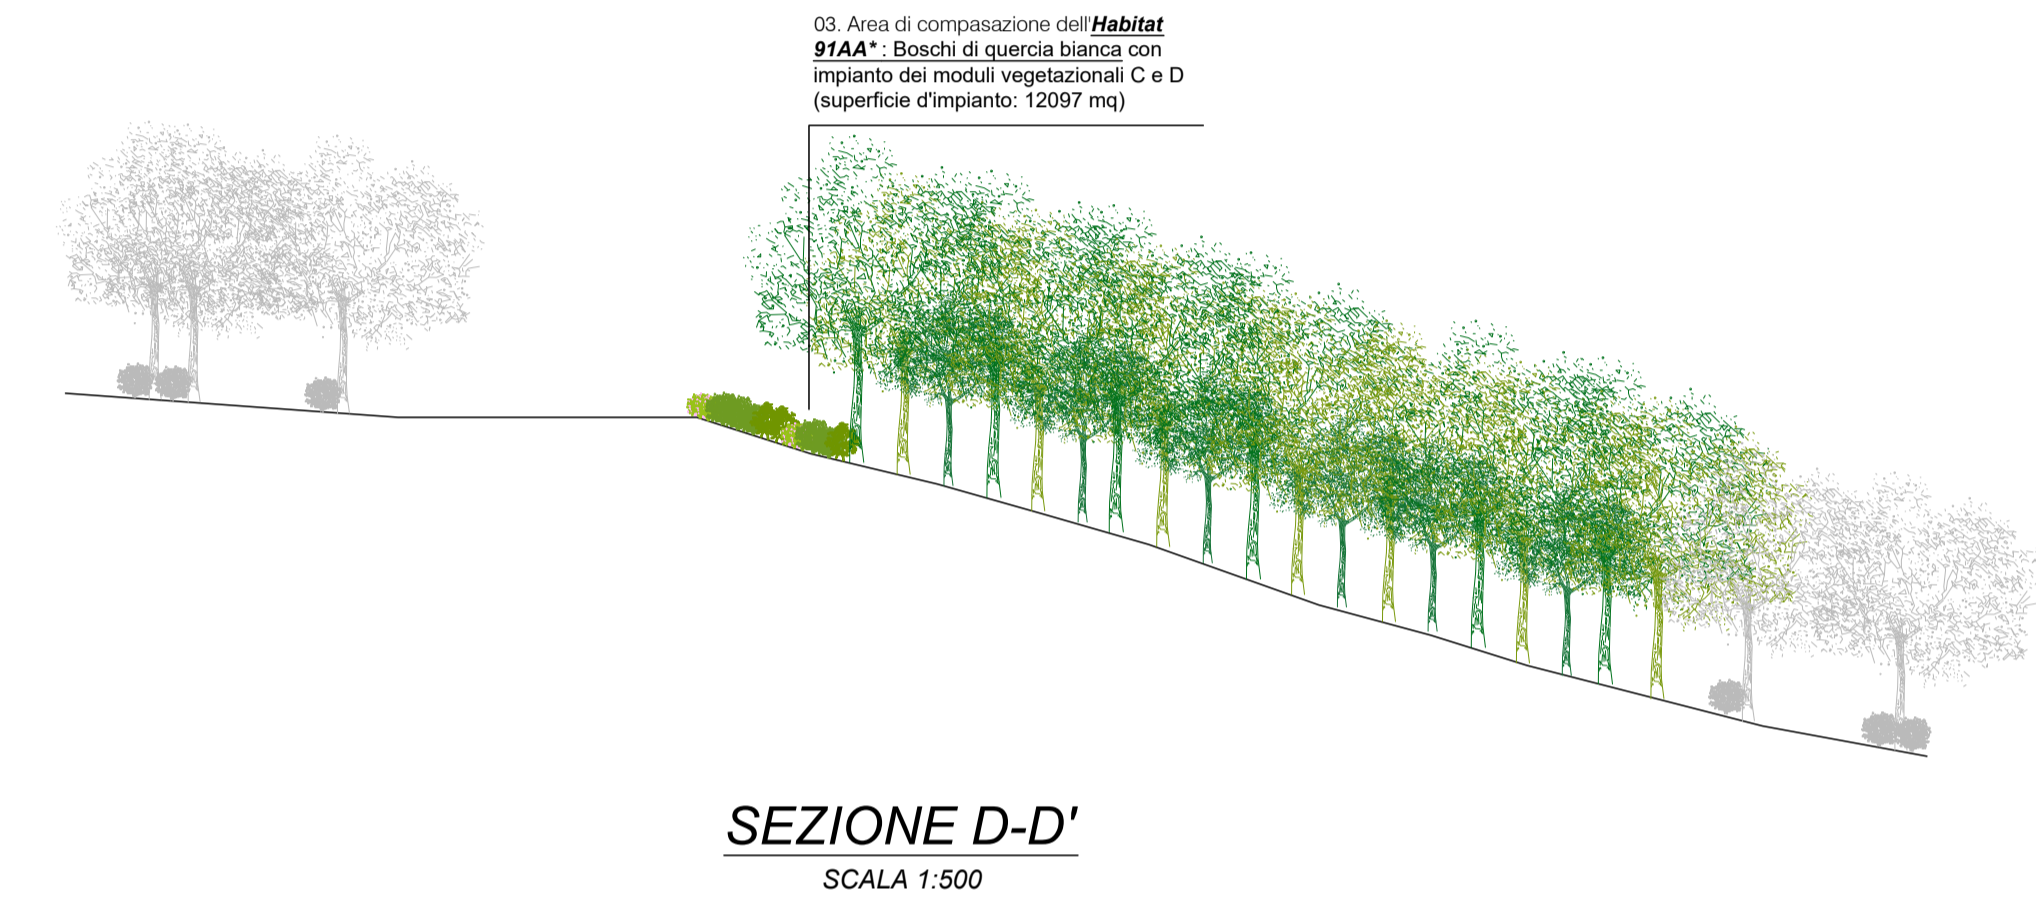 03. Area di compasazione dell'Habitat
91AA* : Boschi di quercia bianca con
impianto dei moduli vegetazionali C e D
(superficie d'impianto: 12097 mq)
SEZIONE D-D'
SCALA 1:500